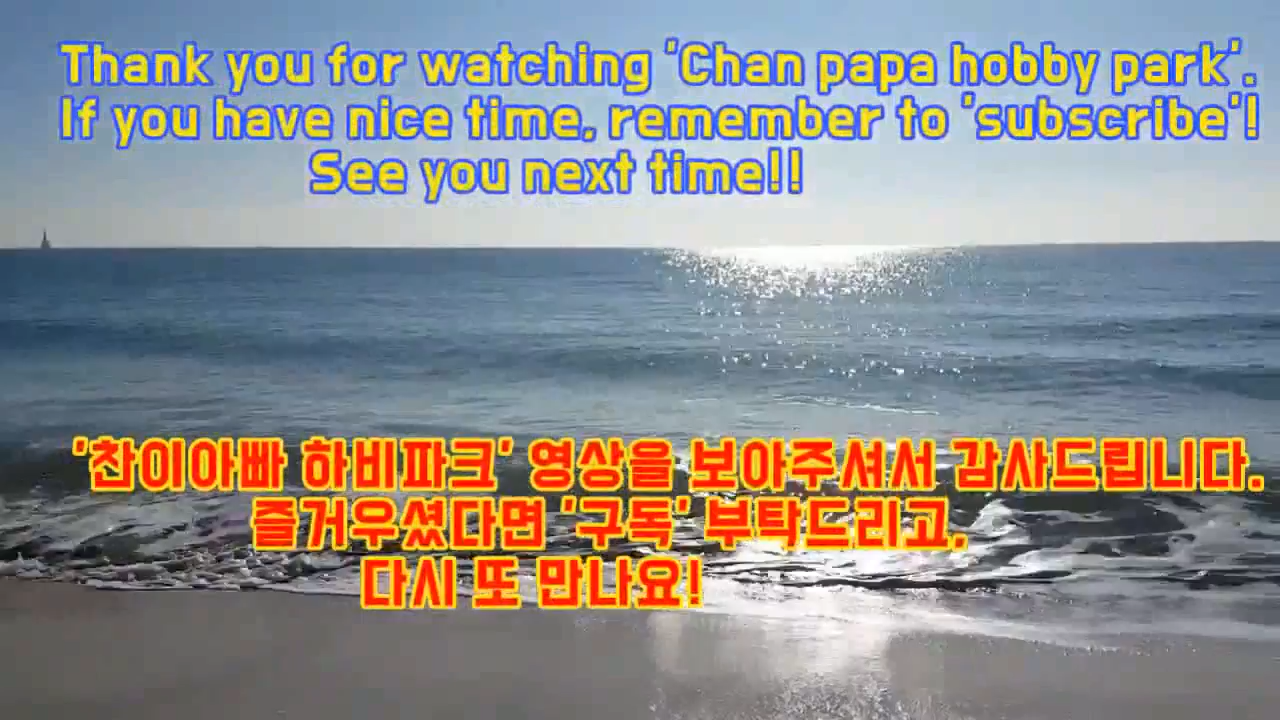 Thank you for watching 'Chan papa hobby park'.
If you have nice time, remember to 'subscribe'!
See you next time!!
'찬이아빠 하비파크' 영상을 보아주셔서 감사드립니다.
즐거우셨다면 '구독' 부탁드리고,
다시 또 만나요!